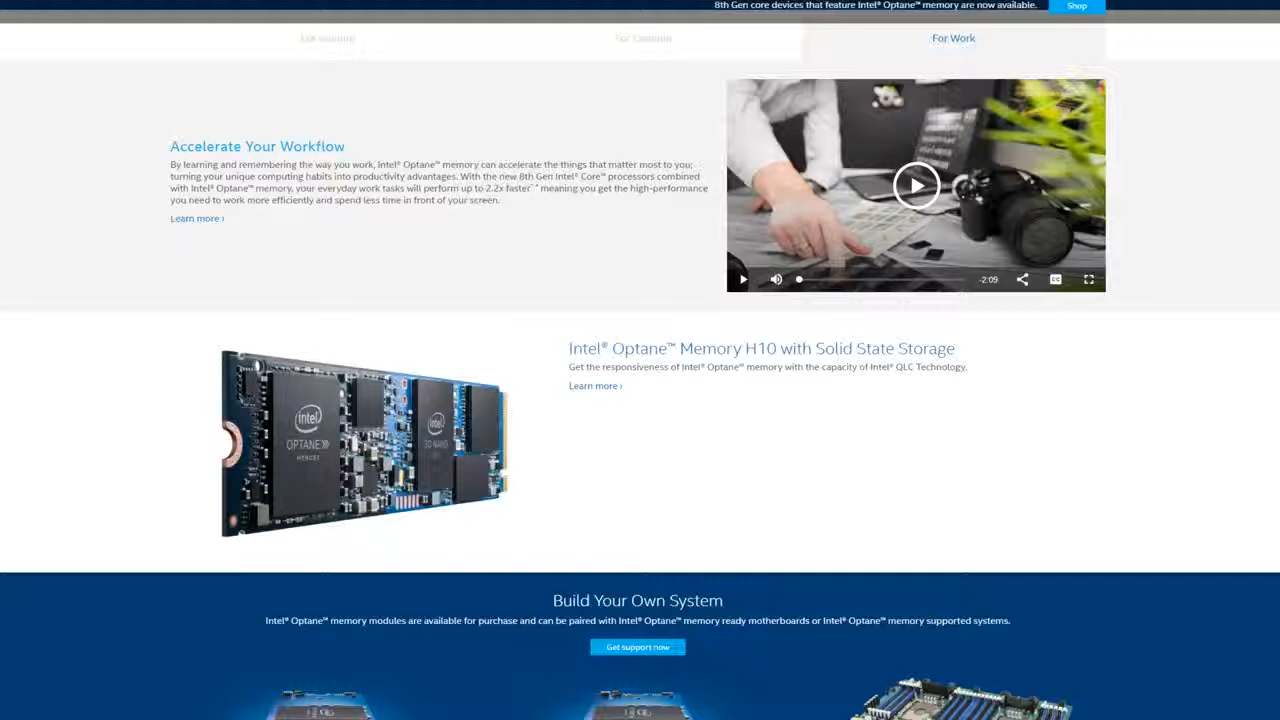 8th Gen core devices that feature Intel® Optane™ memory are now available.
Shop
For Work
Accelerate Your Workflow
By learning and remembering the way you work, Intel® Optane™ memory can accelerate the things that matter most to you;
turning your unique computing habits into productivity advantages. With the new 8th Gen Intel® Core™ processors combined
with Intel® Optane™ memory, your everyday work tasks will perform up to 2.2x faster meaning you get the high-performance
you need to work more efficiently and spend less time in front of your screen.
Learn more ›
-2:09
CC
Intel® Optane™ Memory H10 with Solid State Storage
Get the responsiveness of Intel® Optane™ memory with the capacity of Intel® QLC Technology.
Learn more ›
intel
OPTANE
MEMORY
intel
3D NAND
Build Your Own System
Intel® Optane™ memory modules are available for purchase and can be paired with Intel® Optane™ memory ready motherboards or Intel® Optane™ memory supported systems.
Get support now